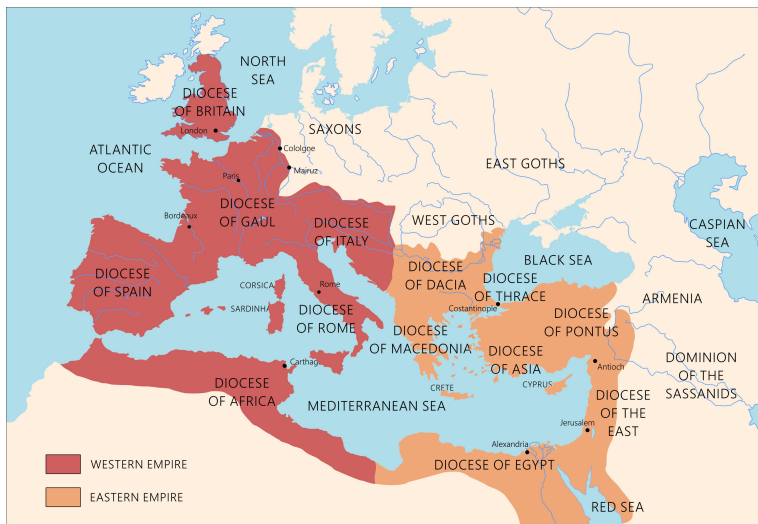 NORTH
SEA
DIOCESE
OF BRITAIN
London
SAXONS
ATLANTIC
OCEAN
Cologne
Majruz
Paris
EAST GOTHS
DIOCESE
OF GAUL
Bordeaux
DIOCESE
OF ITALY
WEST GOTHS
CASPIAN
SEA
BLACK SEA
DIOCESE
OF SPAIN
CORSICA
SARDINHA
Rome
DIOCESE
OF ROME
DIOCESE
OF DACIA
DIOCESE
OF THRACE
Costantinople
ARMENIA
DIOCESE
OF PONTUS
DIOCESE
OF MACEDONIA
DIOCESE
OF ASIA
Carthag
Antioch
DOMINION
OF THE
SASSANIDS
DIOCESE
OF AFRICA
CRETE
CYPRUS
MEDITERRANEAN SEA
DIOCESE
OF THE
EAST
Jerusalem
Alexandria
DIOCESE OF EGYPT
RED SEA
WESTERN EMPIRE
EASTERN EMPIRE